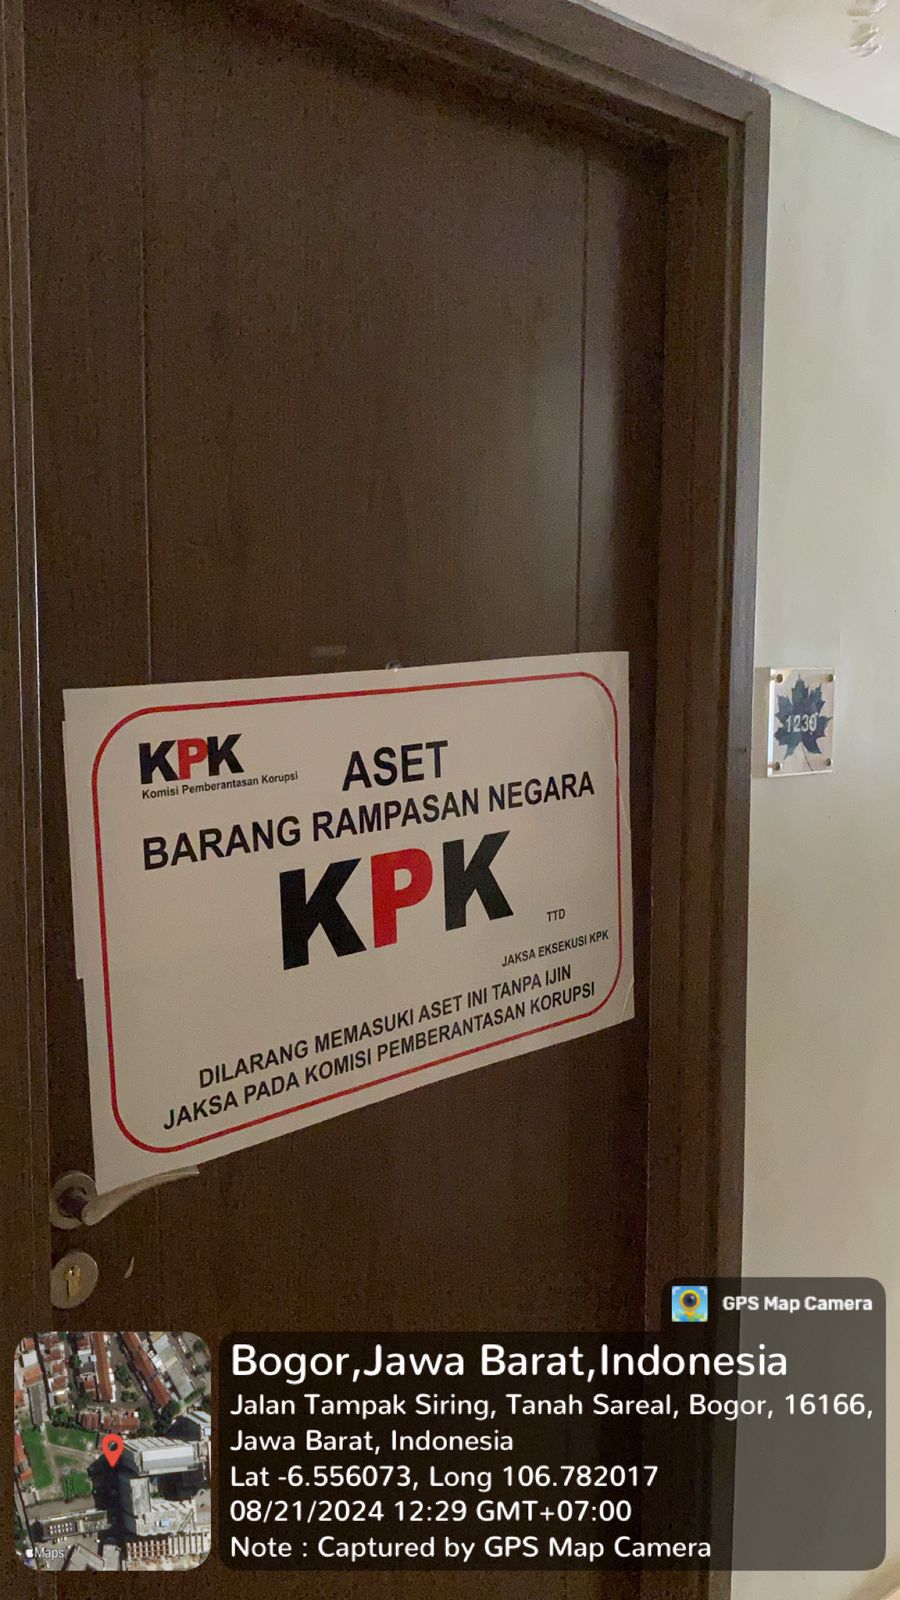 KPK
Komisi Pemberantasan Korupsi
ASET
BARANG RAMPASAN NEGARA
KPK
TTD
JAKSA EKSEKUSI KPK
DILARANG MEMASUKI ASET INI TANPA IJIN
JAKSA PADA KOMISI PEMBERANTASAN KORUPSI
1230
GPS Map Camera
Bogor,Jawa Barat,Indonesia
Jalan Tampak Siring, Tanah Sareal, Bogor, 16166,
Jawa Barat, Indonesia
Lat -6.556073, Long 106.782017
08/21/2024 12:29 GMT+07:00
Note : Captured by GPS Map Camera
Maps